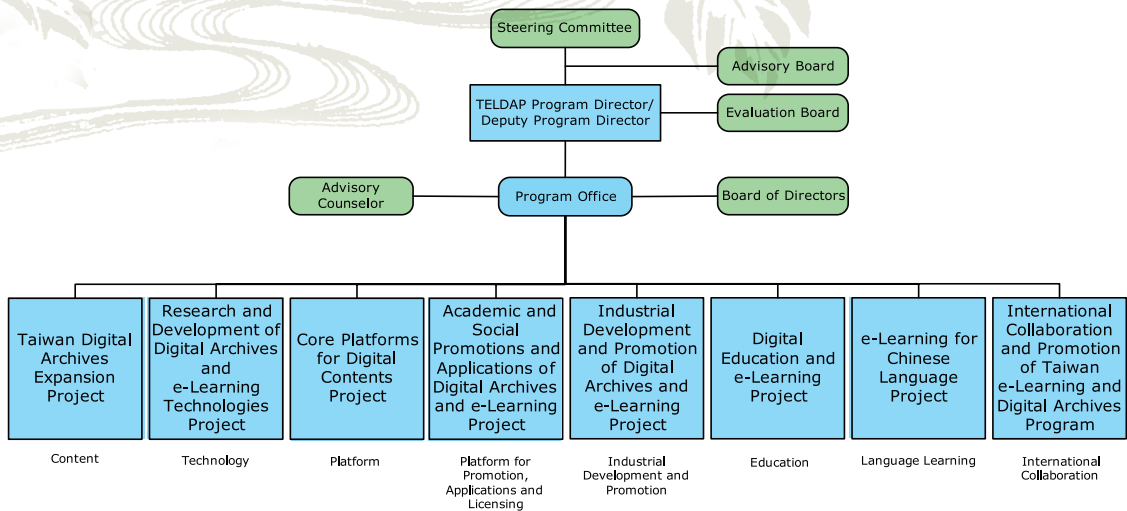 Steering Committee
Advisory Board
TELDAP Program Director/
Deputy Program Director
Evaluation Board
Advisory
Counselor
Program Office
Board of Directors
Taiwan Digital
Archives
Expansion
Project
Research and
Development of
Digital Archives
and
e-Learning
Technologies
Project
Core Platforms
for Digital
Contents
Project
Academic and
Social
Promotions and
Applications of
Digital Archives
and e-Learning
Project
Industrial
Development
and Promotion
of Digital
Archives and
e-Learning
Project
Digital
Education and
e-Learning
Project
e-Learning for
Chinese
Language
Project
International
Collaboration
and Promotion
of Taiwan
e-Learning and
Digital Archives
Program
Content
Technology
Platform
Platform for
Promotion,
Applications and
Licensing
Industrial
Development and
Promotion
Education
Language Learning
International
Collaboration